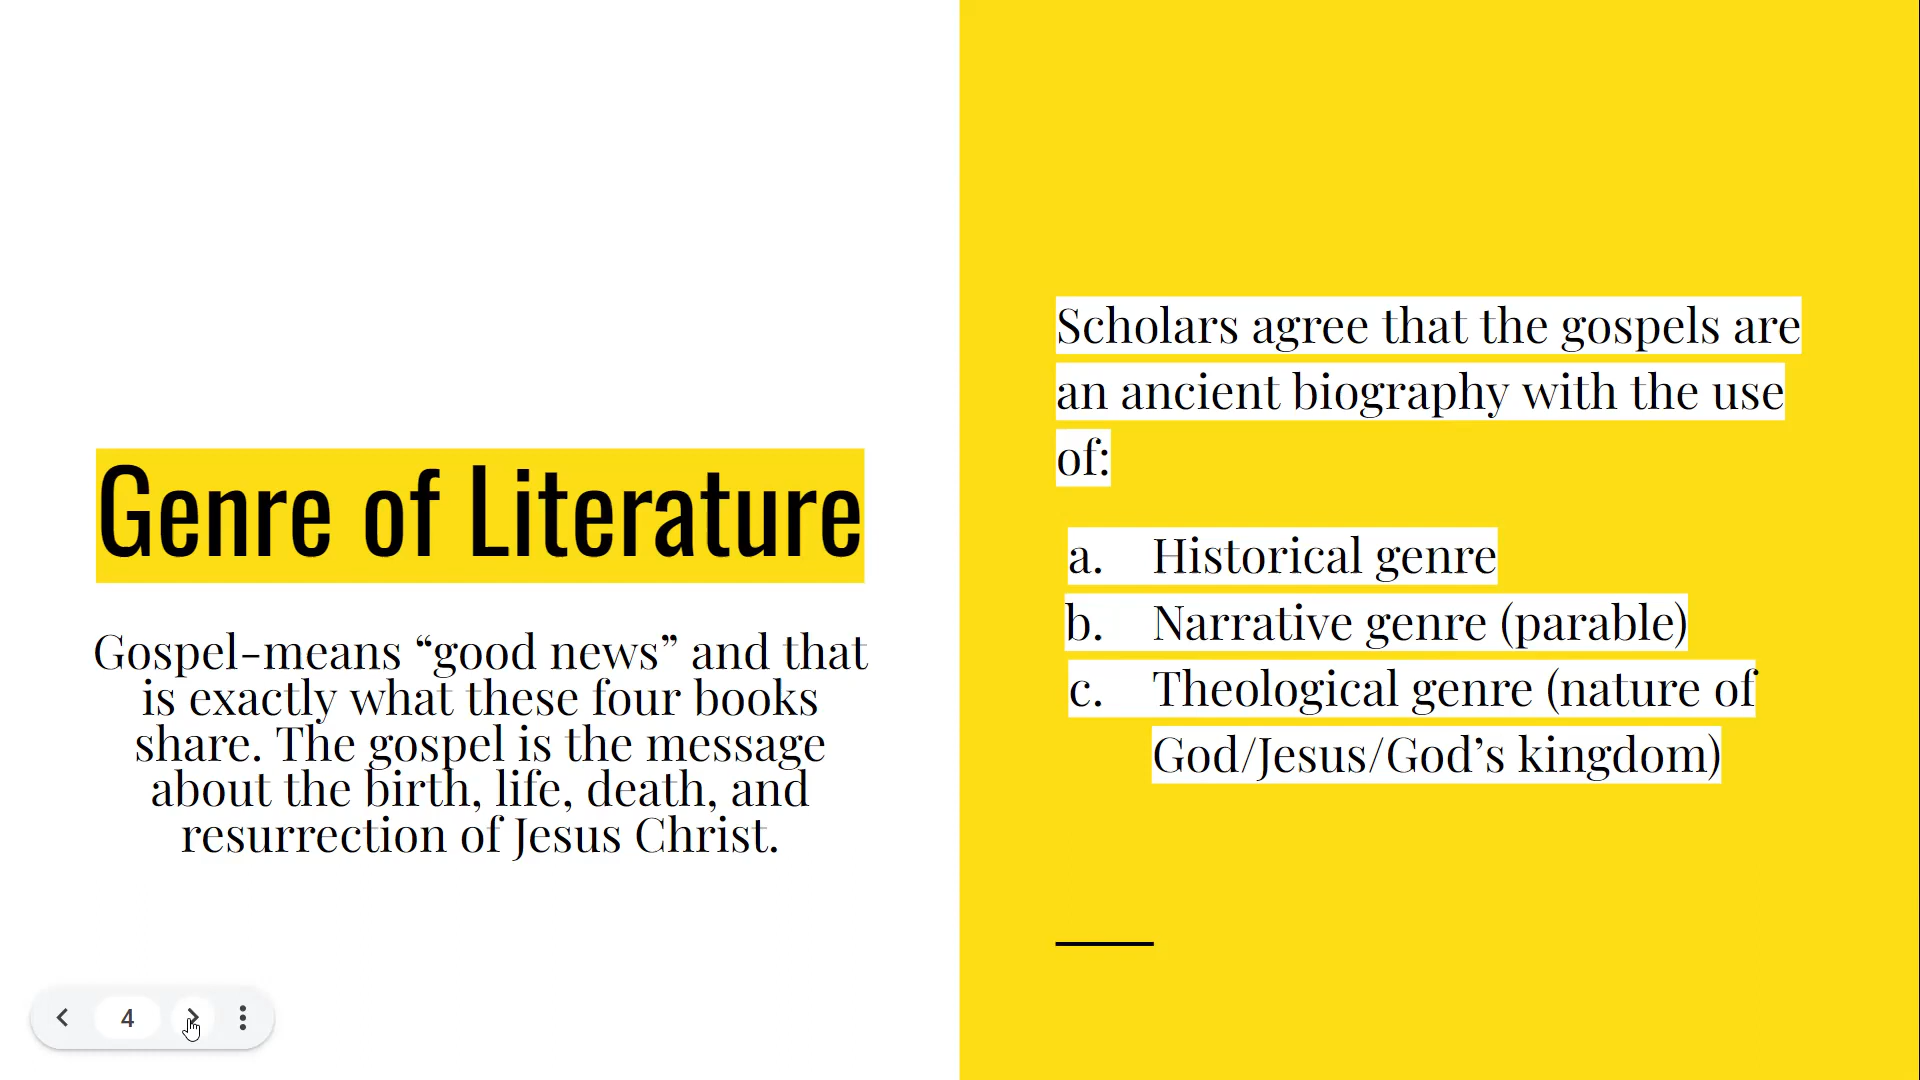 Genre of Literature
Gospel-means “good news” and that
is exactly what these four books
share. The gospel is the message
about the birth, life, death, and
resurrection of Jesus Christ.
Scholars agree that the gospels are
an ancient biography with the use
of:
a. Historical genre
b. Narrative genre (parable)
c. Theological genre (nature of
God/Jesus/God’s kingdom)
4